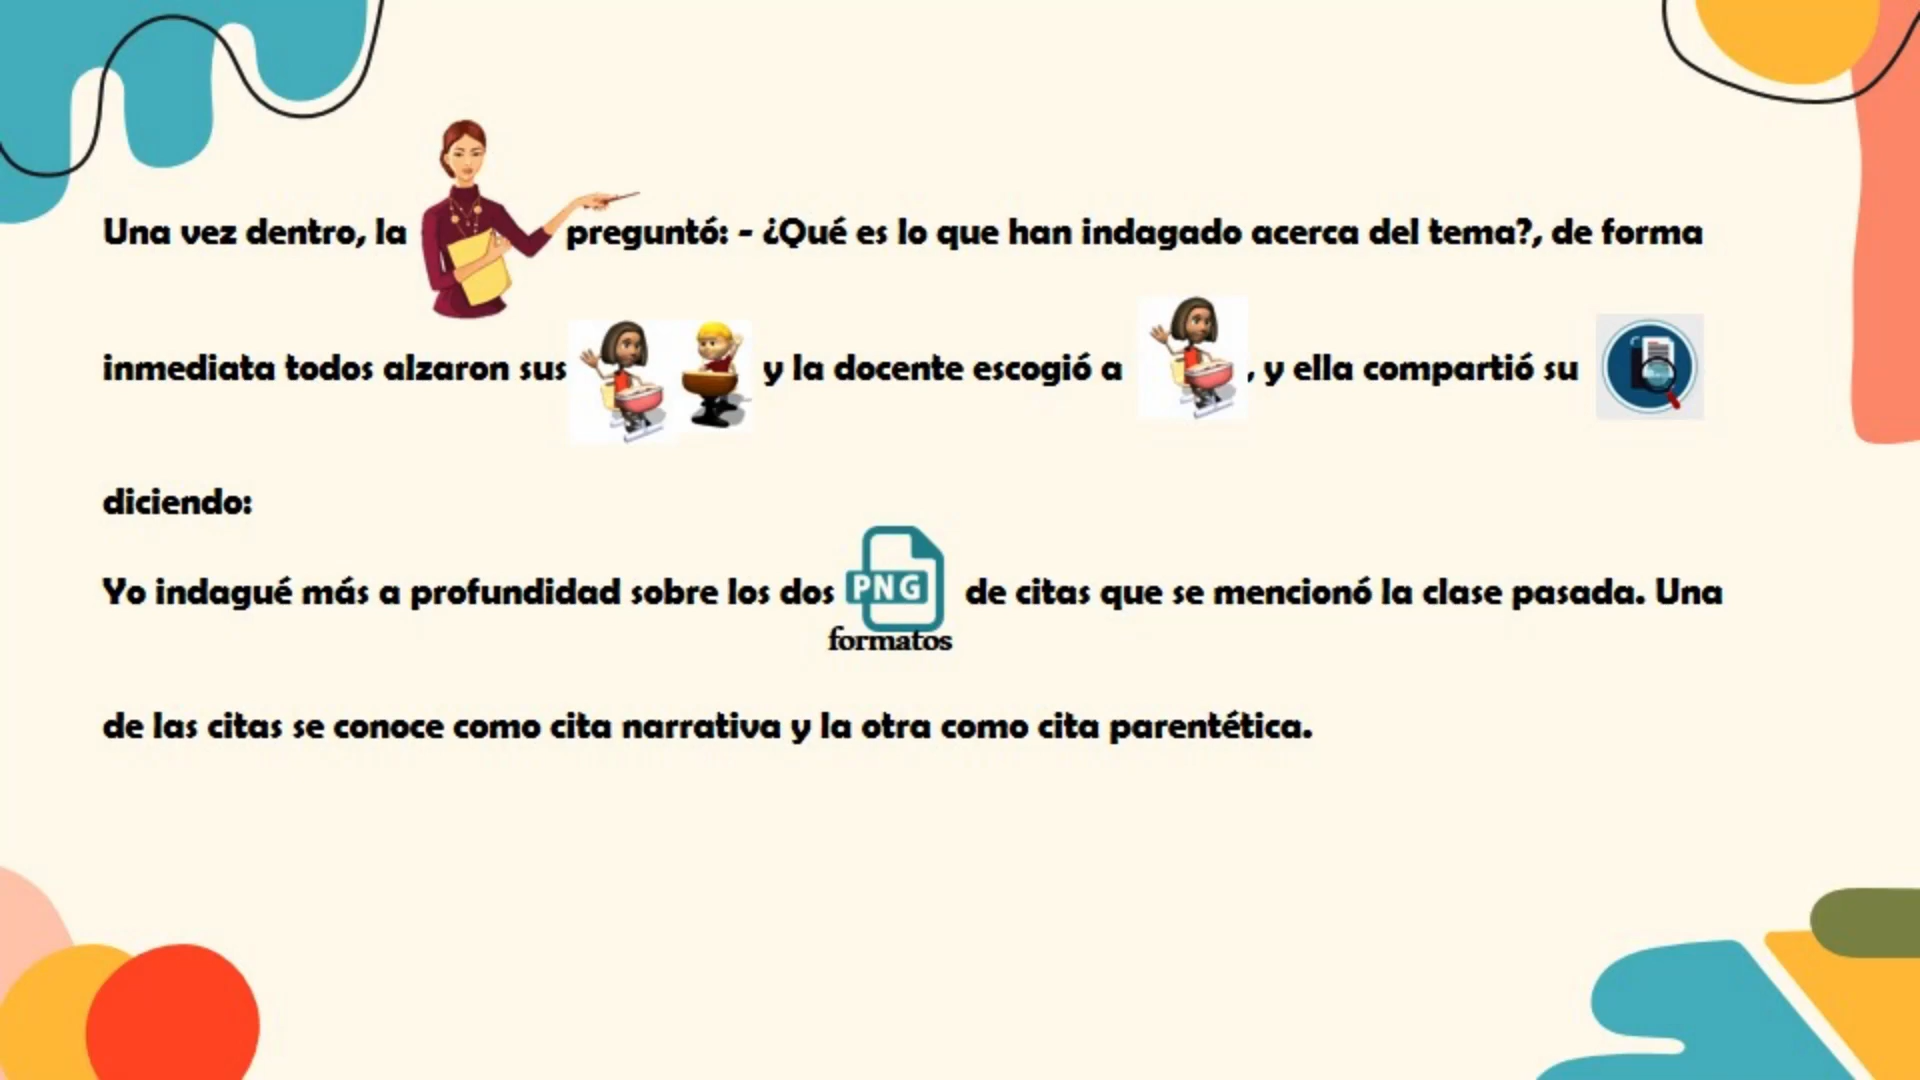 Una vez dentro, la preguntó: - ¿Qué es lo que han indagado acerca del tema?, de forma
inmediata todos alzaron sus y la docente escogió a , y ella compartió su
diciendo:
Yo indagué más a profundidad sobre los dos PNG de citas que se mencionó la clase pasada. Una
formatos
de las citas se conoce como cita narrativa y la otra como cita parentética.